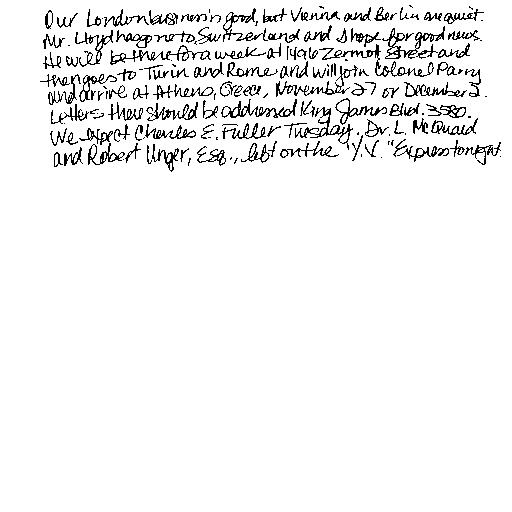 Our London business is good, but Vienna and Berlin are quiet.
Mr. Lloyd has gone to Switzerland and I hope for good news.
He will be there for a week at 1496 Zermot Street and
then goes to Turin and Rome and will join Colonel Parry
and arrive at Athens, Greece, November 27 or December 2.
Letters there should be addressed King James Blvd. 3580.
We expect Charles E. Fuller Tuesday. Dr. L. McQuaid
and Robert Unger, Esq., left on the "Y.X." Express tonight.